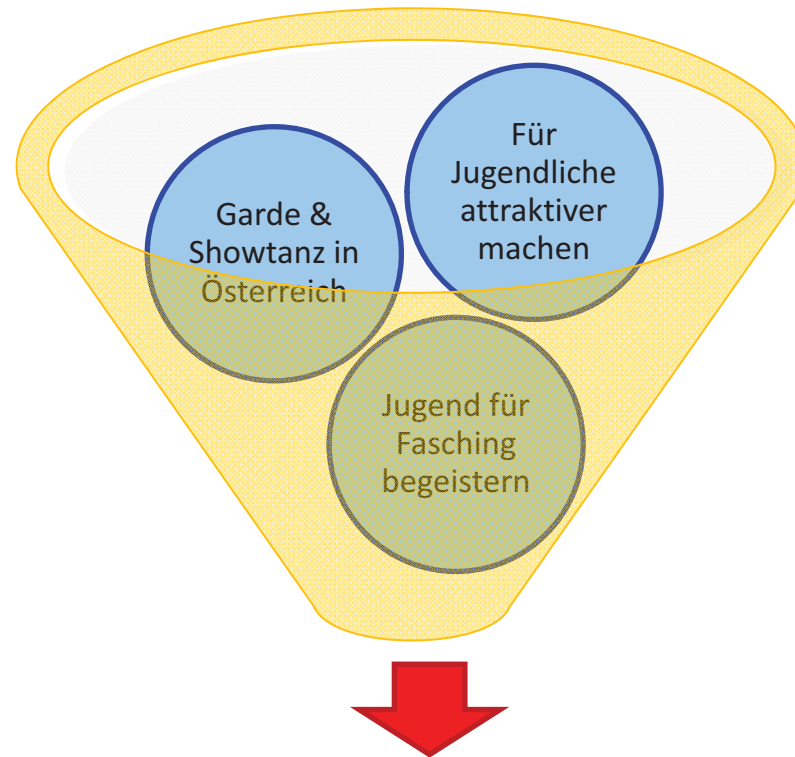 Für
Jugendliche
attraktiver
machen
Garde &
Showtanz in
Österreich
Jugend für
Fasching
begeistern